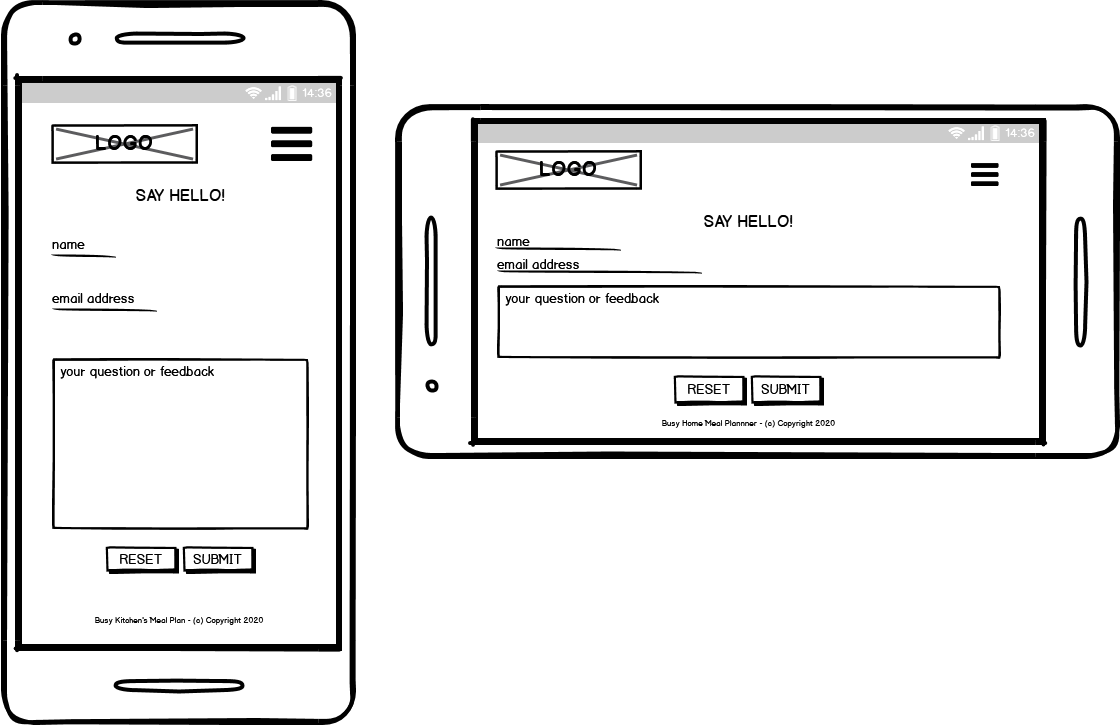 14:36
LOGO
SAY HELLO!
name
email address
your question or feedback
RESET SUBMIT
Busy Kitchen's Meal Plan - (c) Copyright 2020
14:36
LOGO
SAY HELLO!
name
email address
your question or feedback
RESET SUBMIT
Busy Home Meal Plannner - (c) Copyright 2020